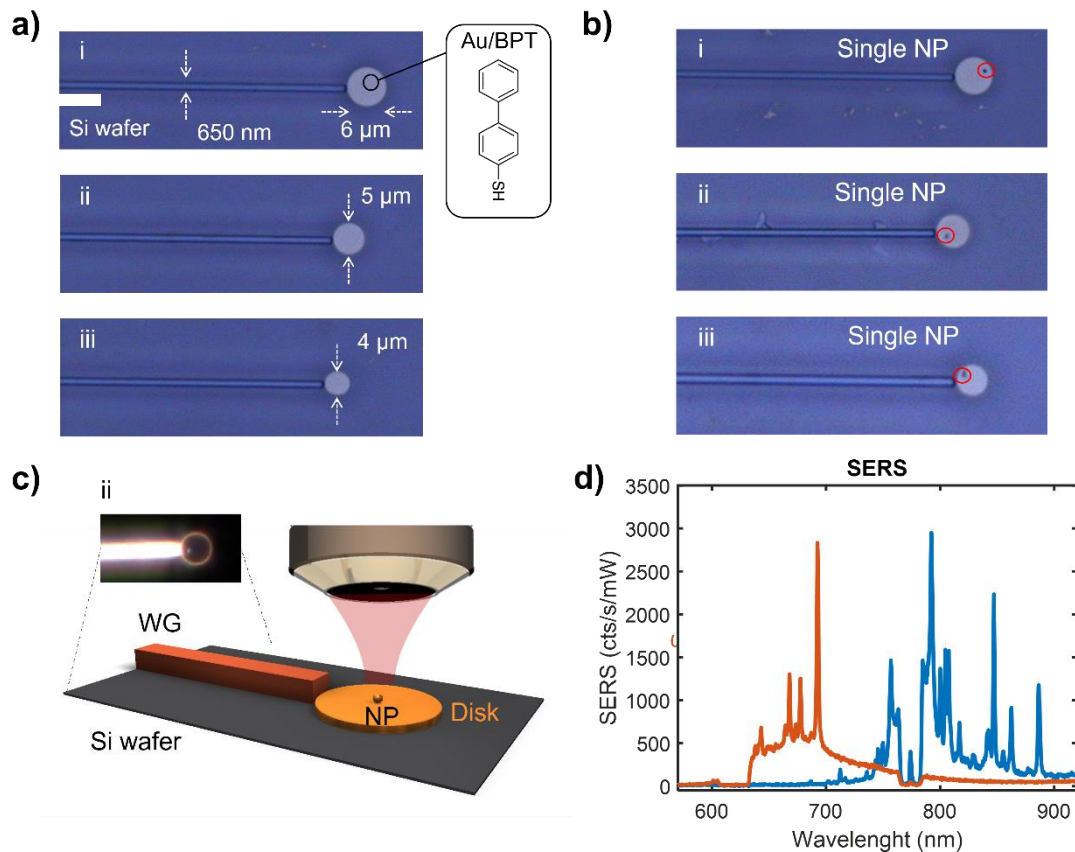 a)
i
Au/BPT
SH
Si wafer
650 nm
6 µm
ii
5 µm
iii
4 µm
b)
i
Single NP
ii
Single NP
iii
Single NP
c)
ii
WG
NP
Disk
Si wafer
d)
SERS
SERS (cts/s/mW)
3500
3000
2500
2000
1500
1000
500
0
600
700
800
900
Wavelenght (nm)